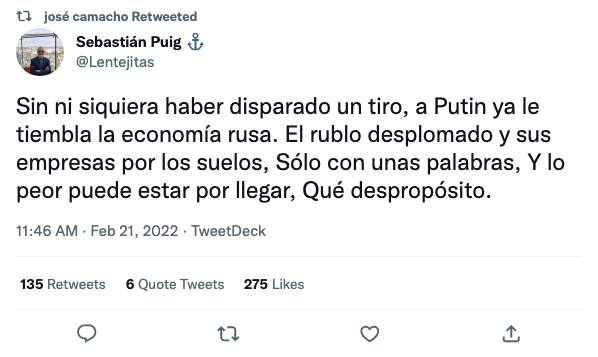 josé camacho Retweeted
Sebastián Puig ⚓
@Lentejitas
Sin ni siquiera haber disparado un tiro, a Putin ya le
tiembla la economía rusa. El rublo desplomado y sus
empresas por los suelos, Sólo con unas palabras, Y lo
peor puede estar por llegar, Qué despropósito.
11:46 AM · Feb 21, 2022 · TweetDeck
135 Retweets 6 Quote Tweets 275 Likes